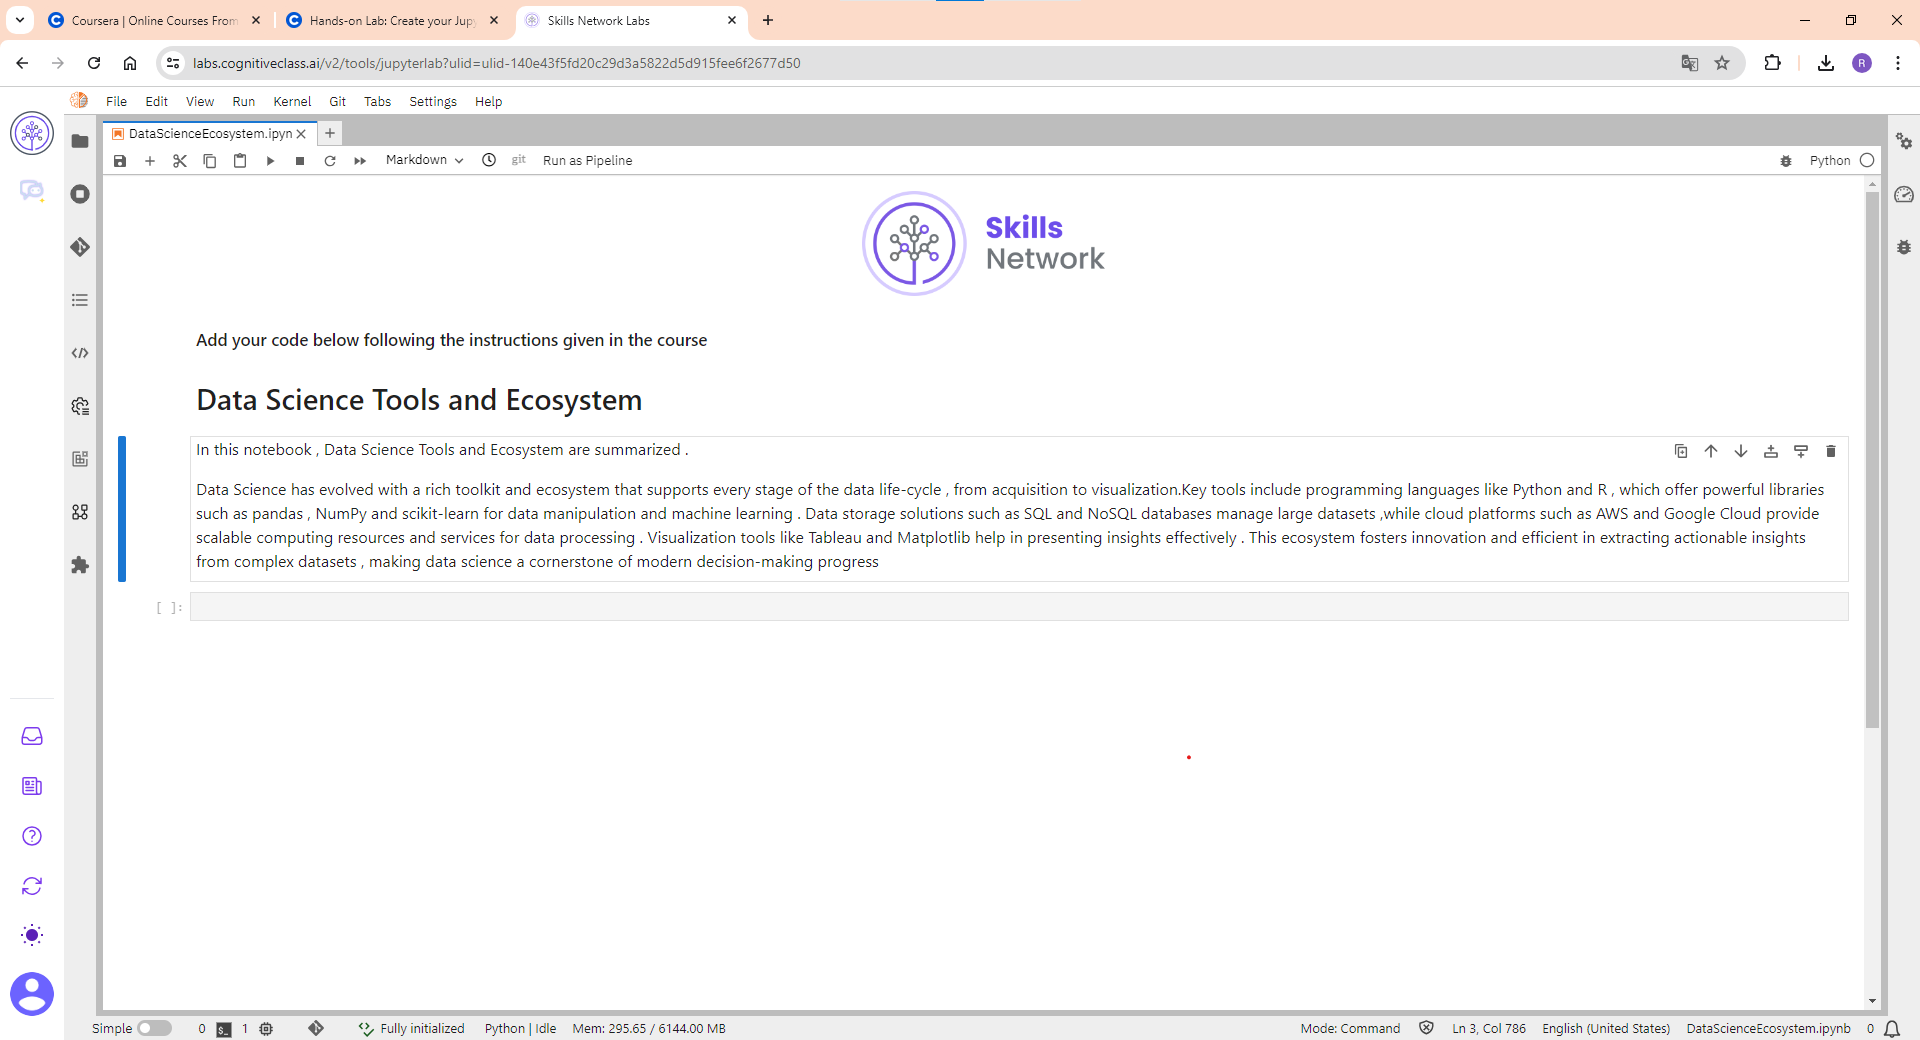 Coursera | Online Courses From
Hands-on Lab: Create your Jup
Skills Network Labs
labs.cognitiveclass.ai/v2/tools/jupyterlab?ulid=ulid-140e43f5fd20c29d3a5822d5d915fee6f2677d50
R
File Edit View Run Kernel Git Tabs Settings Help
DataScienceEcosystem.ipyn
Markdown git Run as Pipeline Python
Skills
Network
Add your code below following the instructions given in the course
Data Science Tools and Ecosystem
In this notebook , Data Science Tools and Ecosystem are summarized .
Data Science has evolved with a rich toolkit and ecosystem that supports every stage of the data life-cycle , from acquisition to visualization.Key tools include programming languages like Python and R , which offer powerful libraries
such as pandas , NumPy and scikit-learn for data manipulation and machine learning . Data storage solutions such as SQL and NoSQL databases manage large datasets ,while cloud platforms such as AWS and Google Cloud provide
scalable computing resources and services for data processing . Visualization tools like Tableau and Matplotlib help in presenting insights effectively . This ecosystem fosters innovation and efficient in extracting actionable insights
from complex datasets , making data science a cornerstone of modern decision-making progress
[ ]:
Simple 0 1 Fully initialized Python | Idle Mem: 295.65 / 6144.00 MB Mode: Command Ln 3, Col 786 English (United States) DataScienceEcosystem.ipynb 0